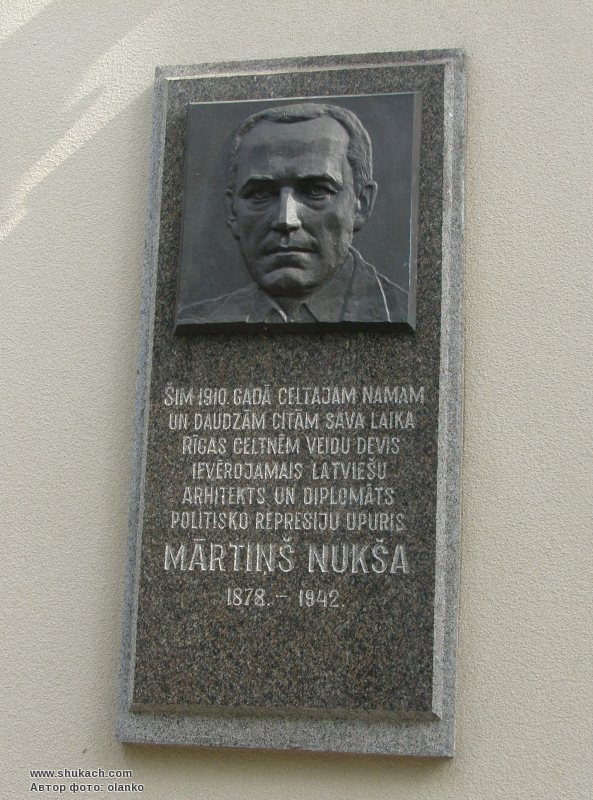 ŠIM 1910. GADĀ CELTAJAM NAMAM
UN DAUDZĀM CITĀM SAVA LAIKA
RĪGAS CELTNĒM VEIDU DEVIS
IEVĒROJAMAIS LATVIEŠU
ARHITEKTS UN DIPLOMĀTS
POLITISKO REPRESIJU UPURIS
MĀRTIŅŠ NUKŠA
1878. – 1942.
www.shukach.com
Автор фото: olanko